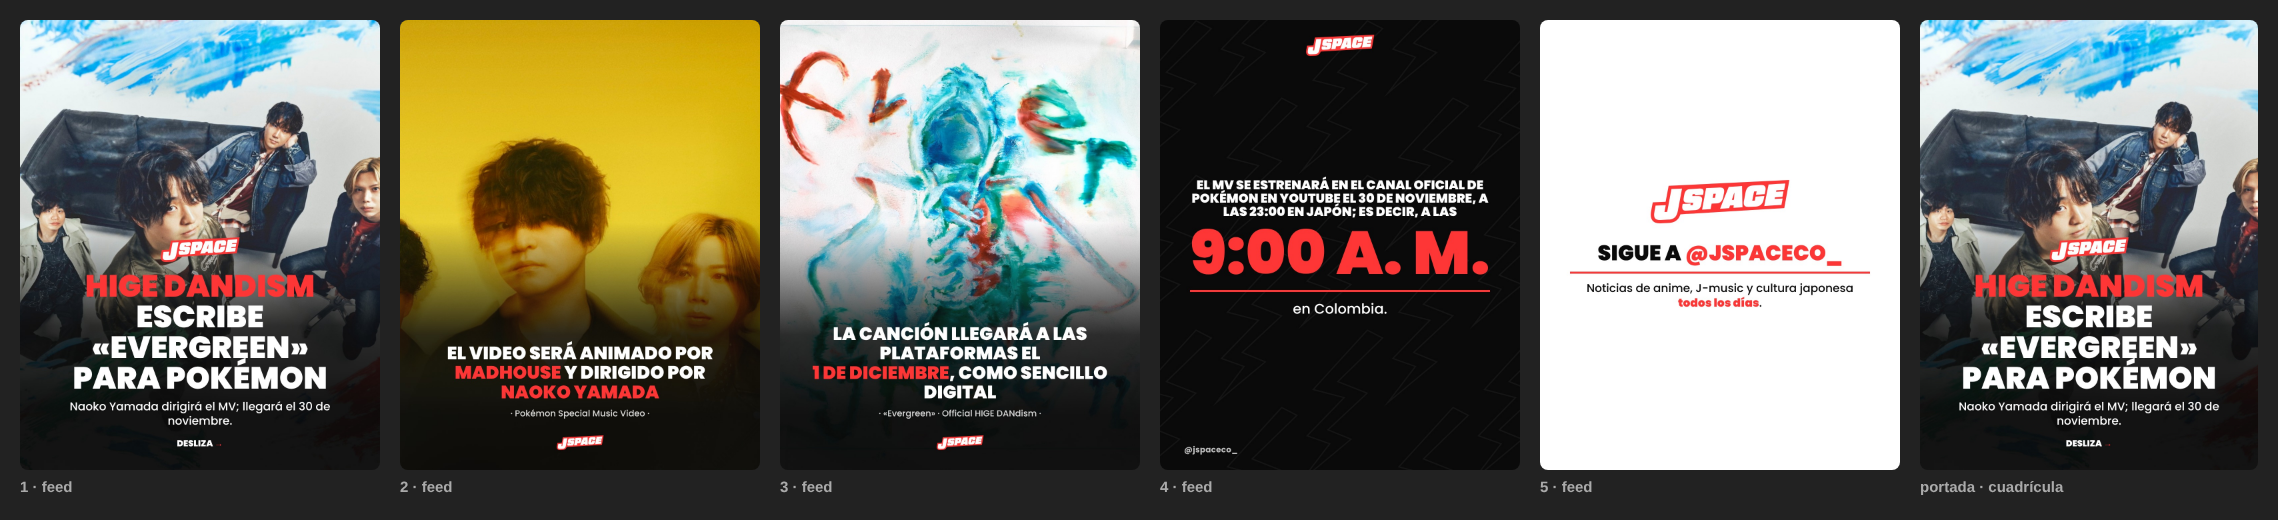 JSPACE
HIGE DANDISM
ESCRIBE
«EVERGREEN»
PARA POKÉMON
Naoko Yamada dirigirá el MV; llegará el 30 de
noviembre.
DESLIZA →
1 · feed
EL VIDEO SERÁ ANIMADO POR
MADHOUSE Y DIRIGIDO POR
NAOKO YAMADA
· Pokémon Special Music Video ·
JSPACE
2 · feed
Ever
LA CANCIÓN LLEGARÁ A LAS
PLATAFORMAS EL
1 DE DICIEMBRE, COMO SENCILLO
DIGITAL
· «Evergreen» · Official HIGE DANdism ·
JSPACE
3 · feed
JSPACE
EL MV SE ESTRENARÁ EN EL CANAL OFICIAL DE
POKÉMON EN YOUTUBE EL 30 DE NOVIEMBRE, A
LAS 23:00 EN JAPÓN; ES DECIR, A LAS
9:00 A. M.
en Colombia.
@jspaceco_
4 · feed
JSPACE
SIGUE A @JSPACECO_
Noticias de anime, J-music y cultura japonesa
todos los días.
5 · feed
JSPACE
HIGE DANDISM
ESCRIBE
«EVERGREEN»
PARA POKÉMON
Naoko Yamada dirigirá el MV; llegará el 30 de
noviembre.
DESLIZA →
portada · cuadrícula